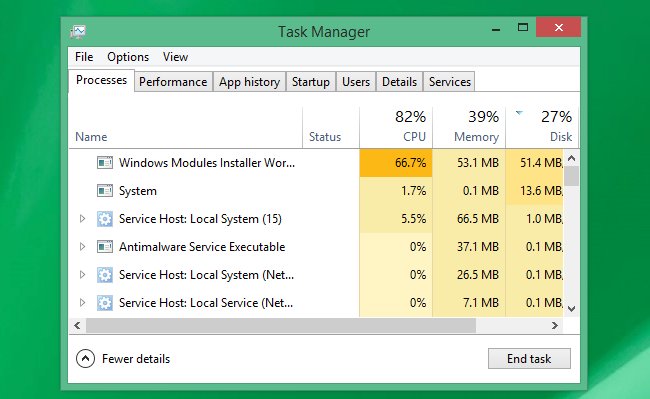 Task Manager
File Options View
Processes Performance App history Startup Users Details Services
82% 39% 27%
Name Status CPU Memory Disk
Windows Modules Installer Wor... 66.7% 53.1 MB 51.4 MB
System 1.7% 0.1 MB 13.6 MB
Service Host: Local System (15) 5.5% 66.5 MB 1.0 MB
Antimalware Service Executable 0% 37.1 MB 0.1 MB
Service Host: Local System (Net... 0% 26.5 MB 0.1 MB
Service Host: Local Service (Net... 0% 7.1 MB 0.1 MB
Fewer details End task